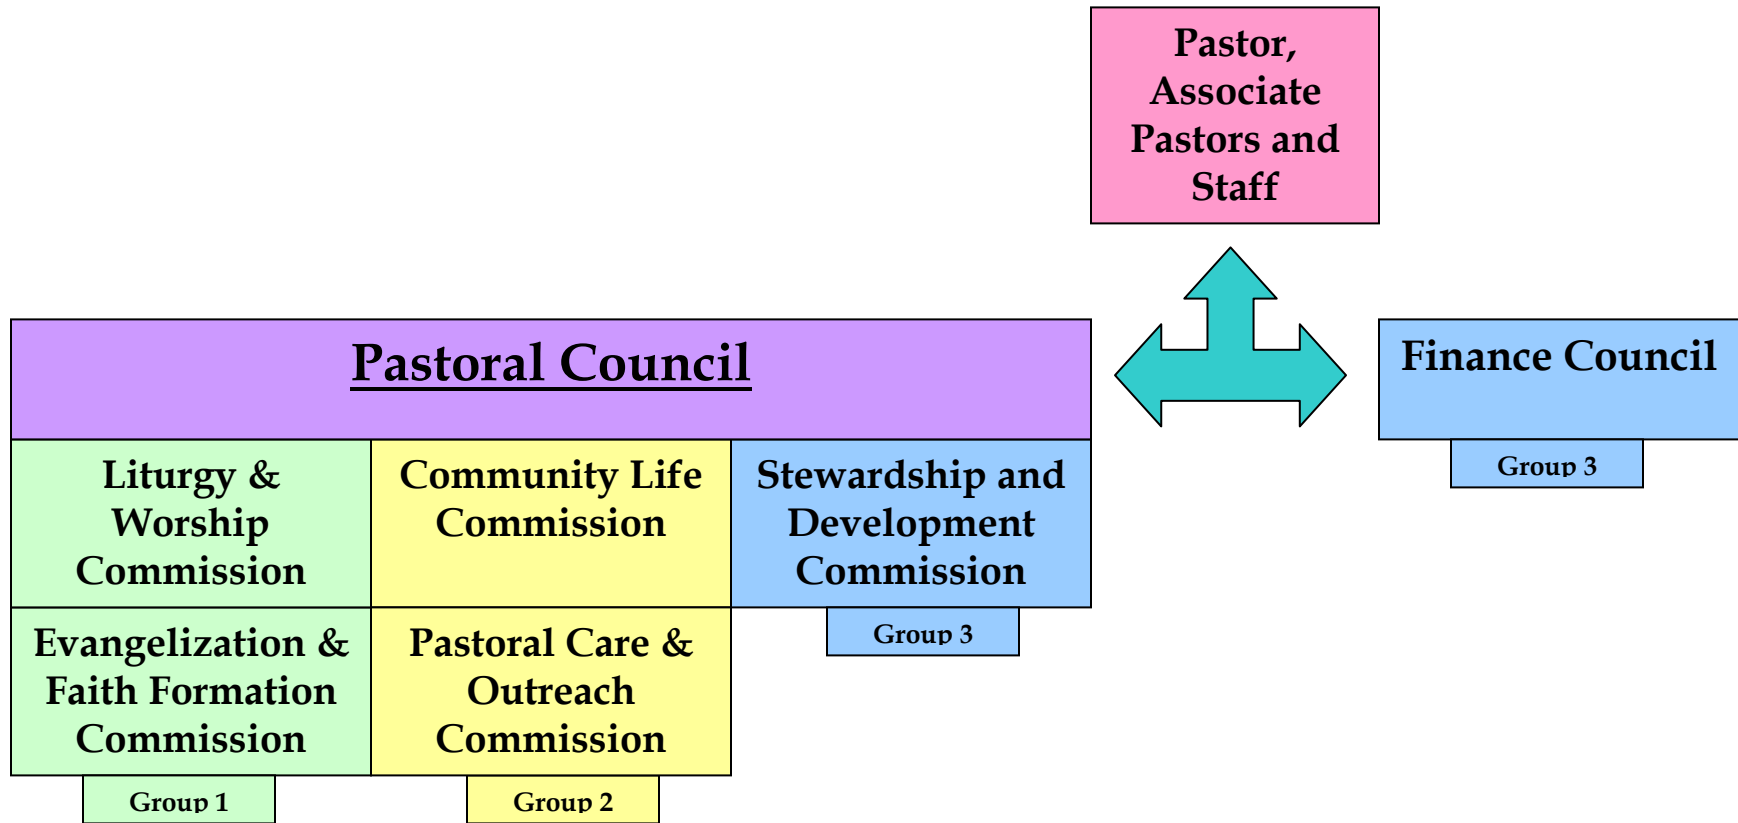 Pastor,
Associate
Pastors and
Staff
Pastoral Council
Finance Council
Group 3
Liturgy &
Worship
Commission
Community Life
Commission
Stewardship and
Development
Commission
Group 3
Evangelization &
Faith Formation
Commission
Pastoral Care &
Outreach
Commission
Group 1
Group 2